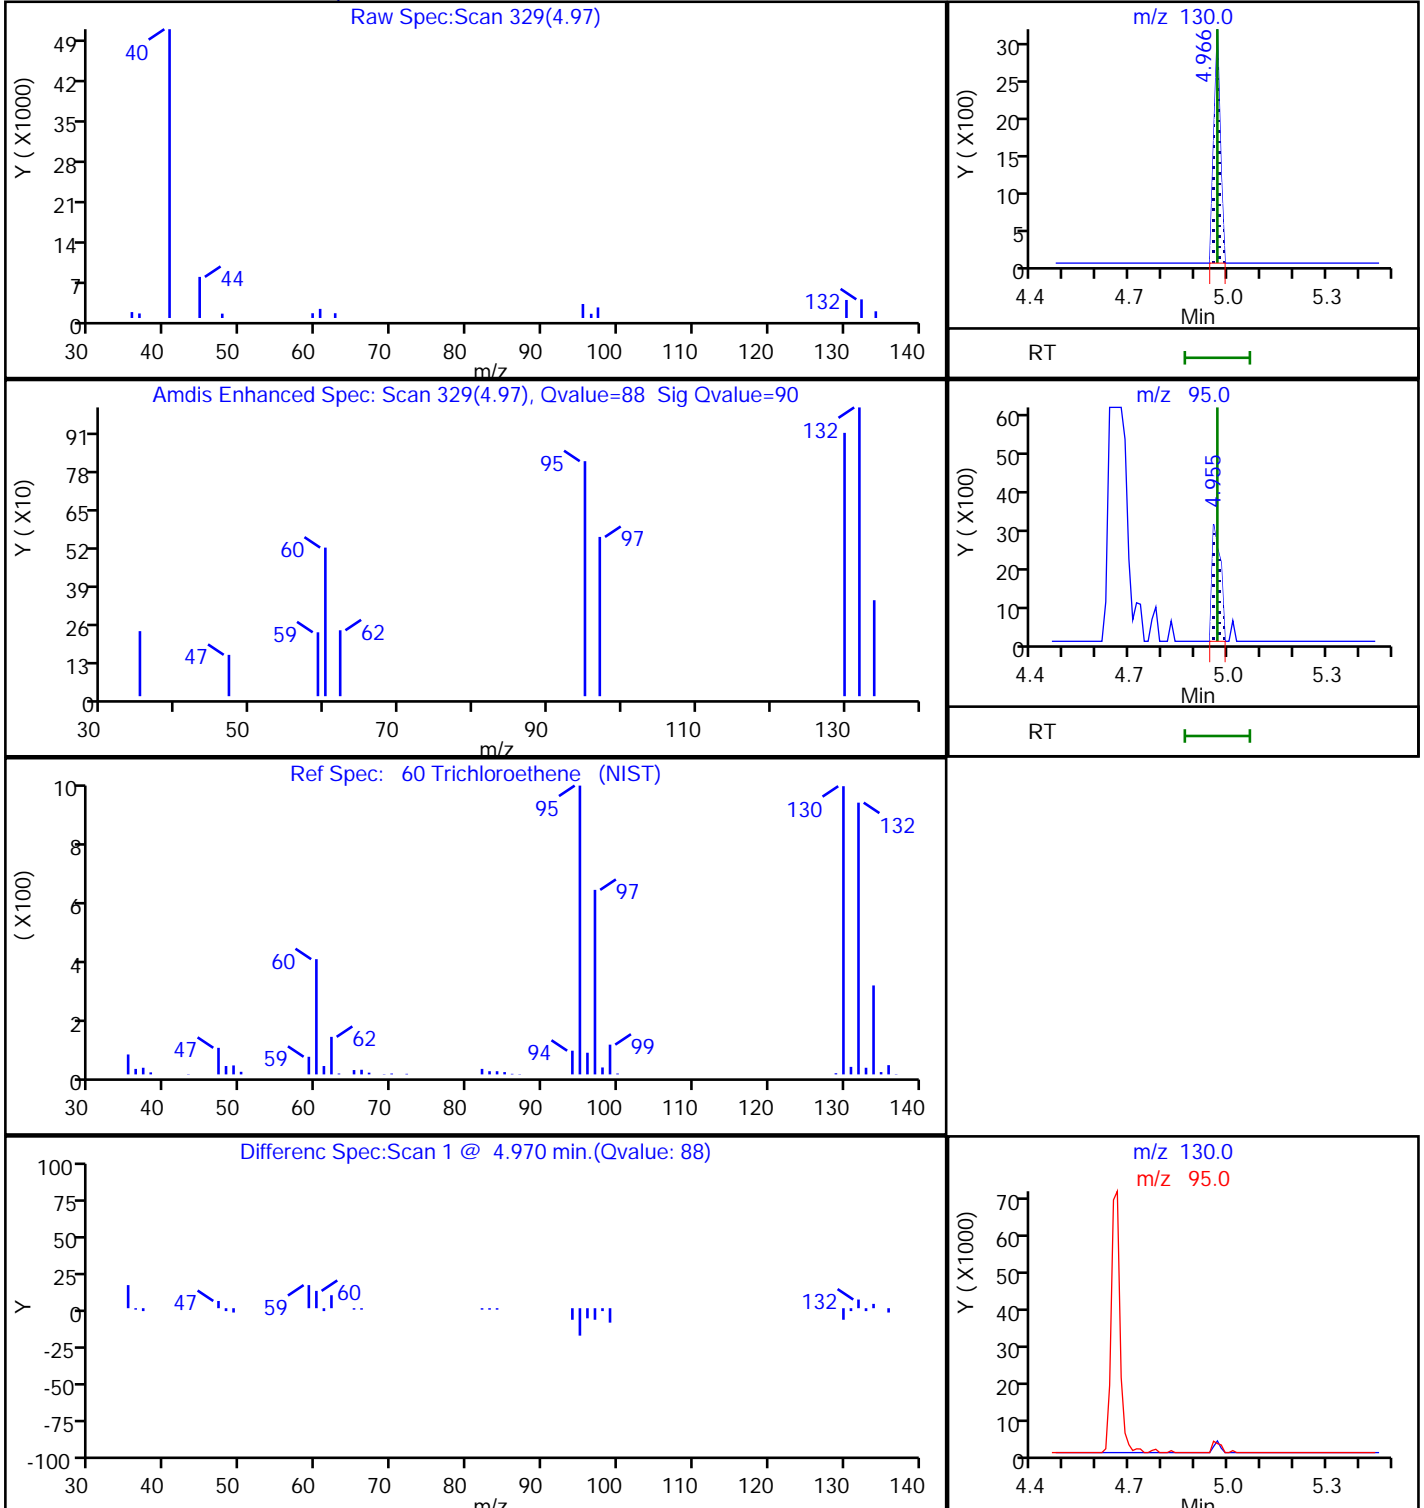 Raw Spec:Scan 329(4.97)
Y ( X1000)
49
42
35
28
21
14
7
0
40
44
132
30 40 50 60 70 80 90 100 110 120 130 140
m/z
m/z 130.0
Y ( X100)
30
25
20
15
10
5
0
4.966
4.4 4.7 5.0 5.3
Min
RT
Amdis Enhanced Spec: Scan 329(4.97), Qvalue=88 Sig Qvalue=90
Y ( X10)
91
78
65
52
39
26
13
0
47
59
60
62
95
97
132
30 50 70 90 110 130
m/z
m/z 95.0
Y ( X100)
60
50
40
30
20
10
0
4.955
4.4 4.7 5.0 5.3
Min
RT
Ref Spec: 60 Trichloroethene (NIST)
( X100)
10
8
6
4
2
0
47
59
60
62
94
95
97
99
130
132
30 40 50 60 70 80 90 100 110 120 130 140
Differenc Spec:Scan 1 @ 4.970 min.(Qvalue: 88)
Y
100
75
50
25
0
-25
-50
-75
-100
47
59
60
132
30 40 50 60 70 80 90 100 110 120 130 140
m/z
m/z 130.0
m/z 95.0
Y ( X1000)
70
60
50
40
30
20
10
0
4.4 4.7 5.0 5.3
Min